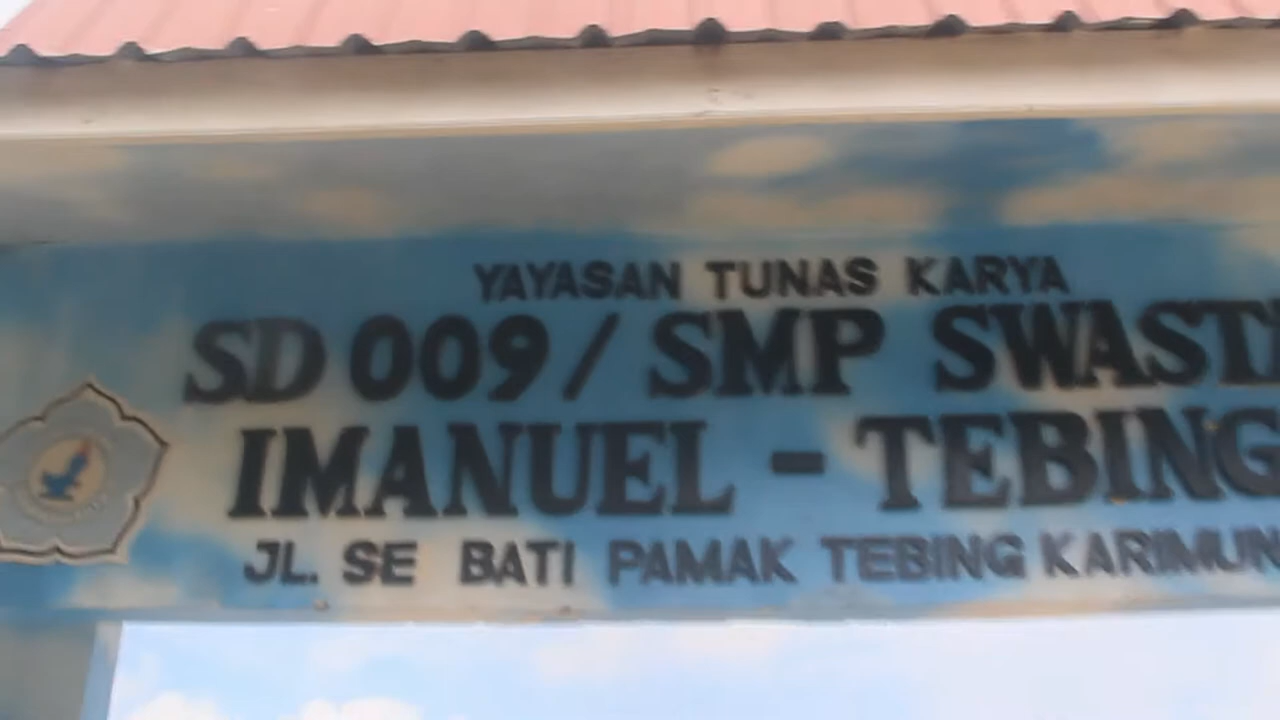 YAYASAN TUNAS KARYA
SD 009 / SMP SWAST
IMANUEL - TEBING
JL. SE BATI PAMAK TEBING KARIMUN